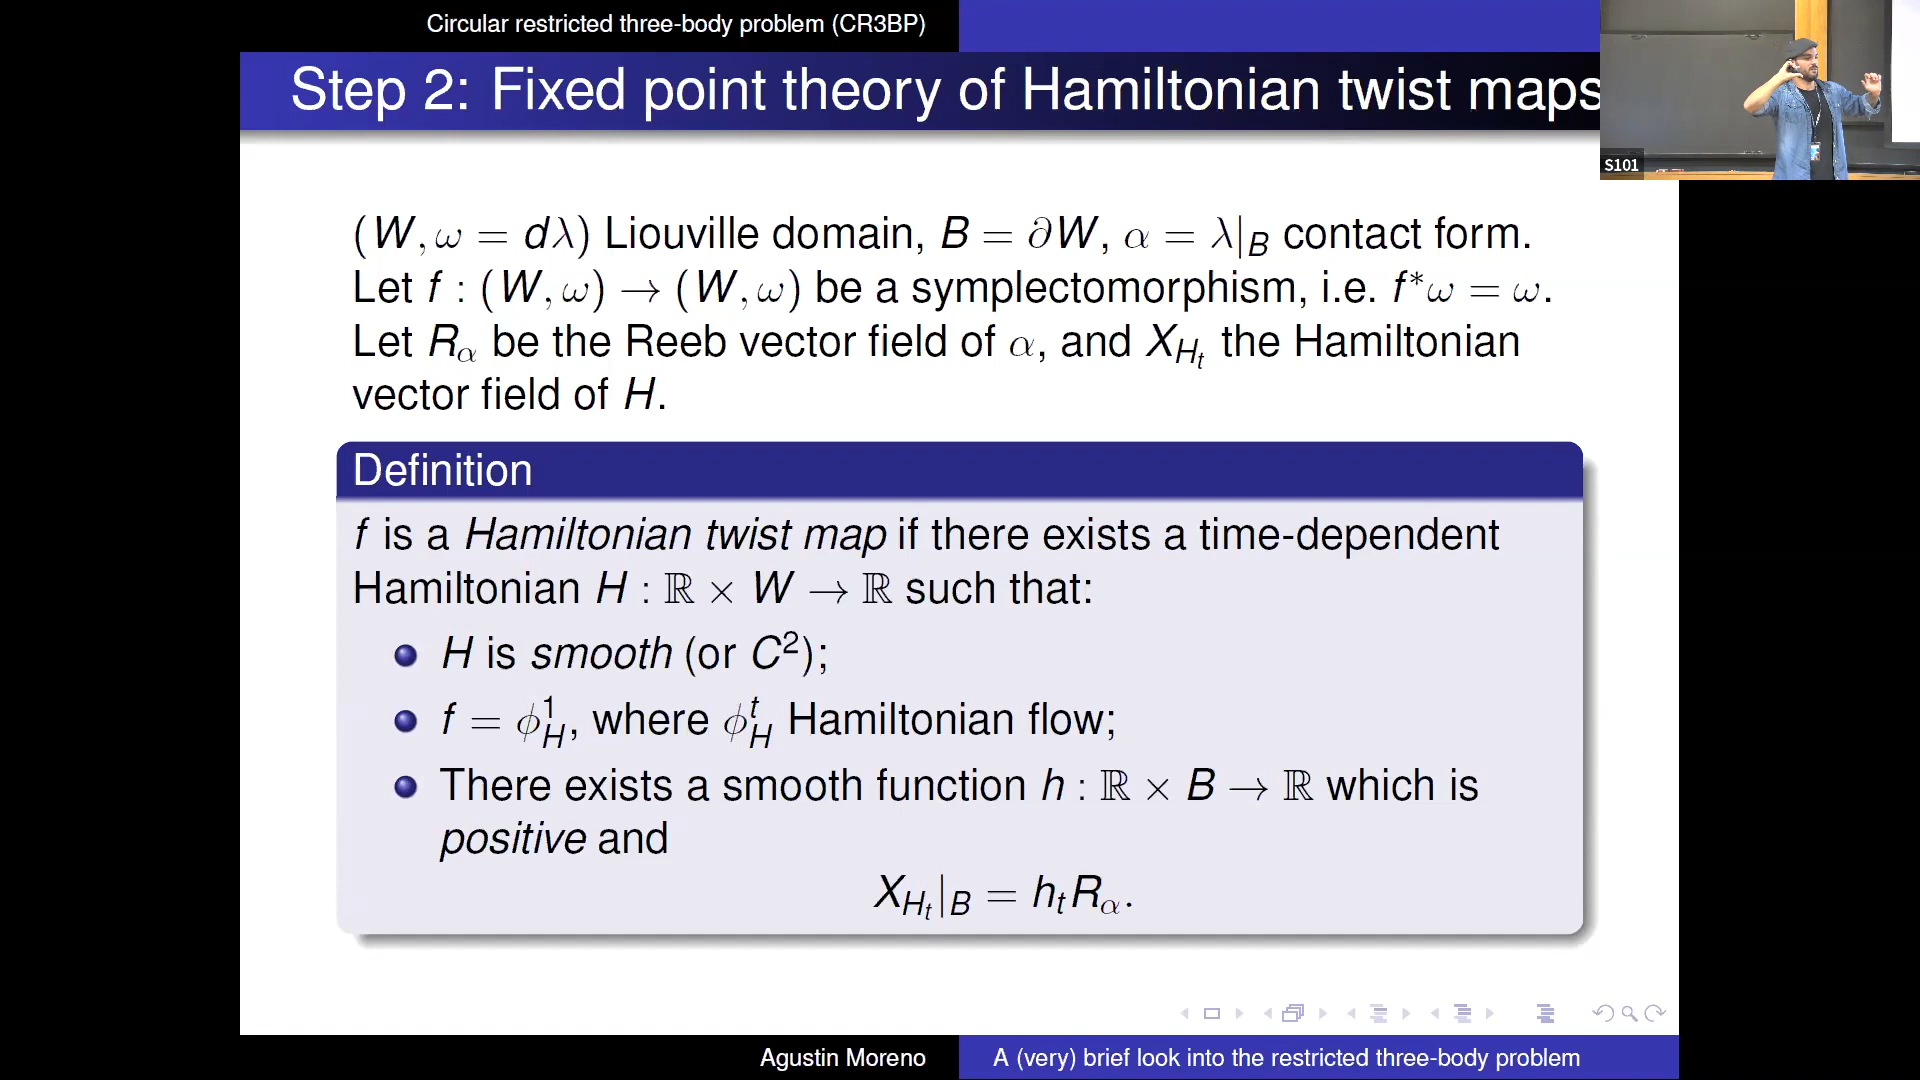 Circular restricted three-body problem (CR3BP)
Step 2: Fixed point theory of Hamiltonian twist maps
S101
(W, ω = dλ) Liouville domain, B = ∂W, α = λ|_B contact form.
Let f : (W, ω) → (W, ω) be a symplectomorphism, i.e. f*ω = ω.
Let R_α be the Reeb vector field of α, and X_{H_t} the Hamiltonian
vector field of H.
Definition
f is a Hamiltonian twist map if there exists a time-dependent
Hamiltonian H : ℝ × W → ℝ such that:
H is smooth (or C²);
f = ϕ_H^1, where ϕ_H^t Hamiltonian flow;
There exists a smooth function h : ℝ × B → ℝ which is
positive and
X_{H_t}|_B = h_t R_α.
Agustin Moreno
A (very) brief look into the restricted three-body problem